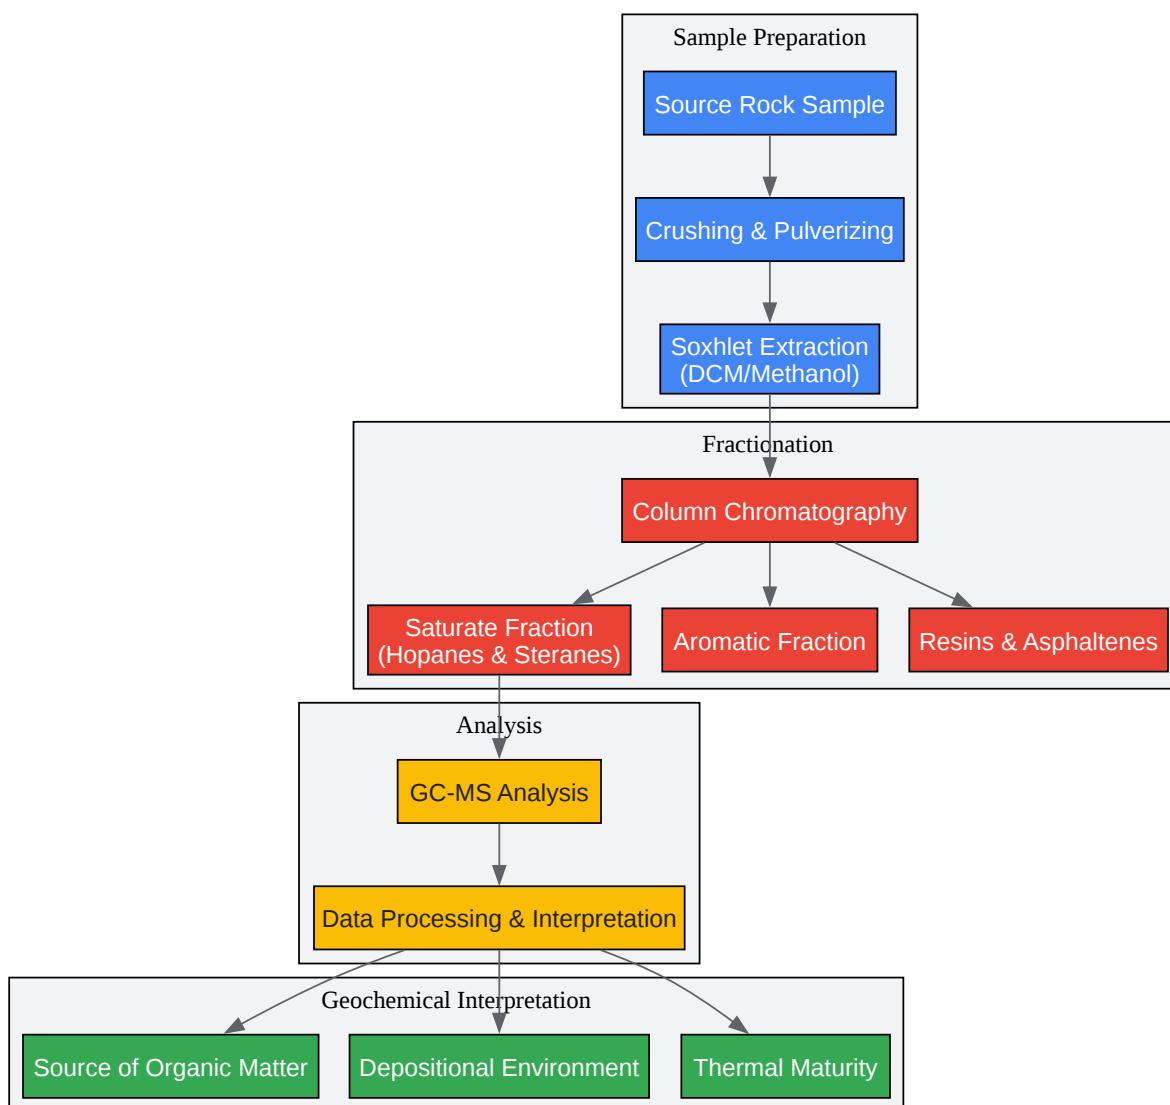 Sample Preparation
Source Rock Sample
Crushing & Pulverizing
Soxhlet Extraction
(DCM/Methanol)
Fractionation
Column Chromatography
Saturate Fraction
(Hopanes & Steranes)
Aromatic Fraction
Resins & Asphaltenes
Analysis
GC-MS Analysis
Data Processing & Interpretation
Geochemical Interpretation
Source of Organic Matter
Depositional Environment
Thermal Maturity